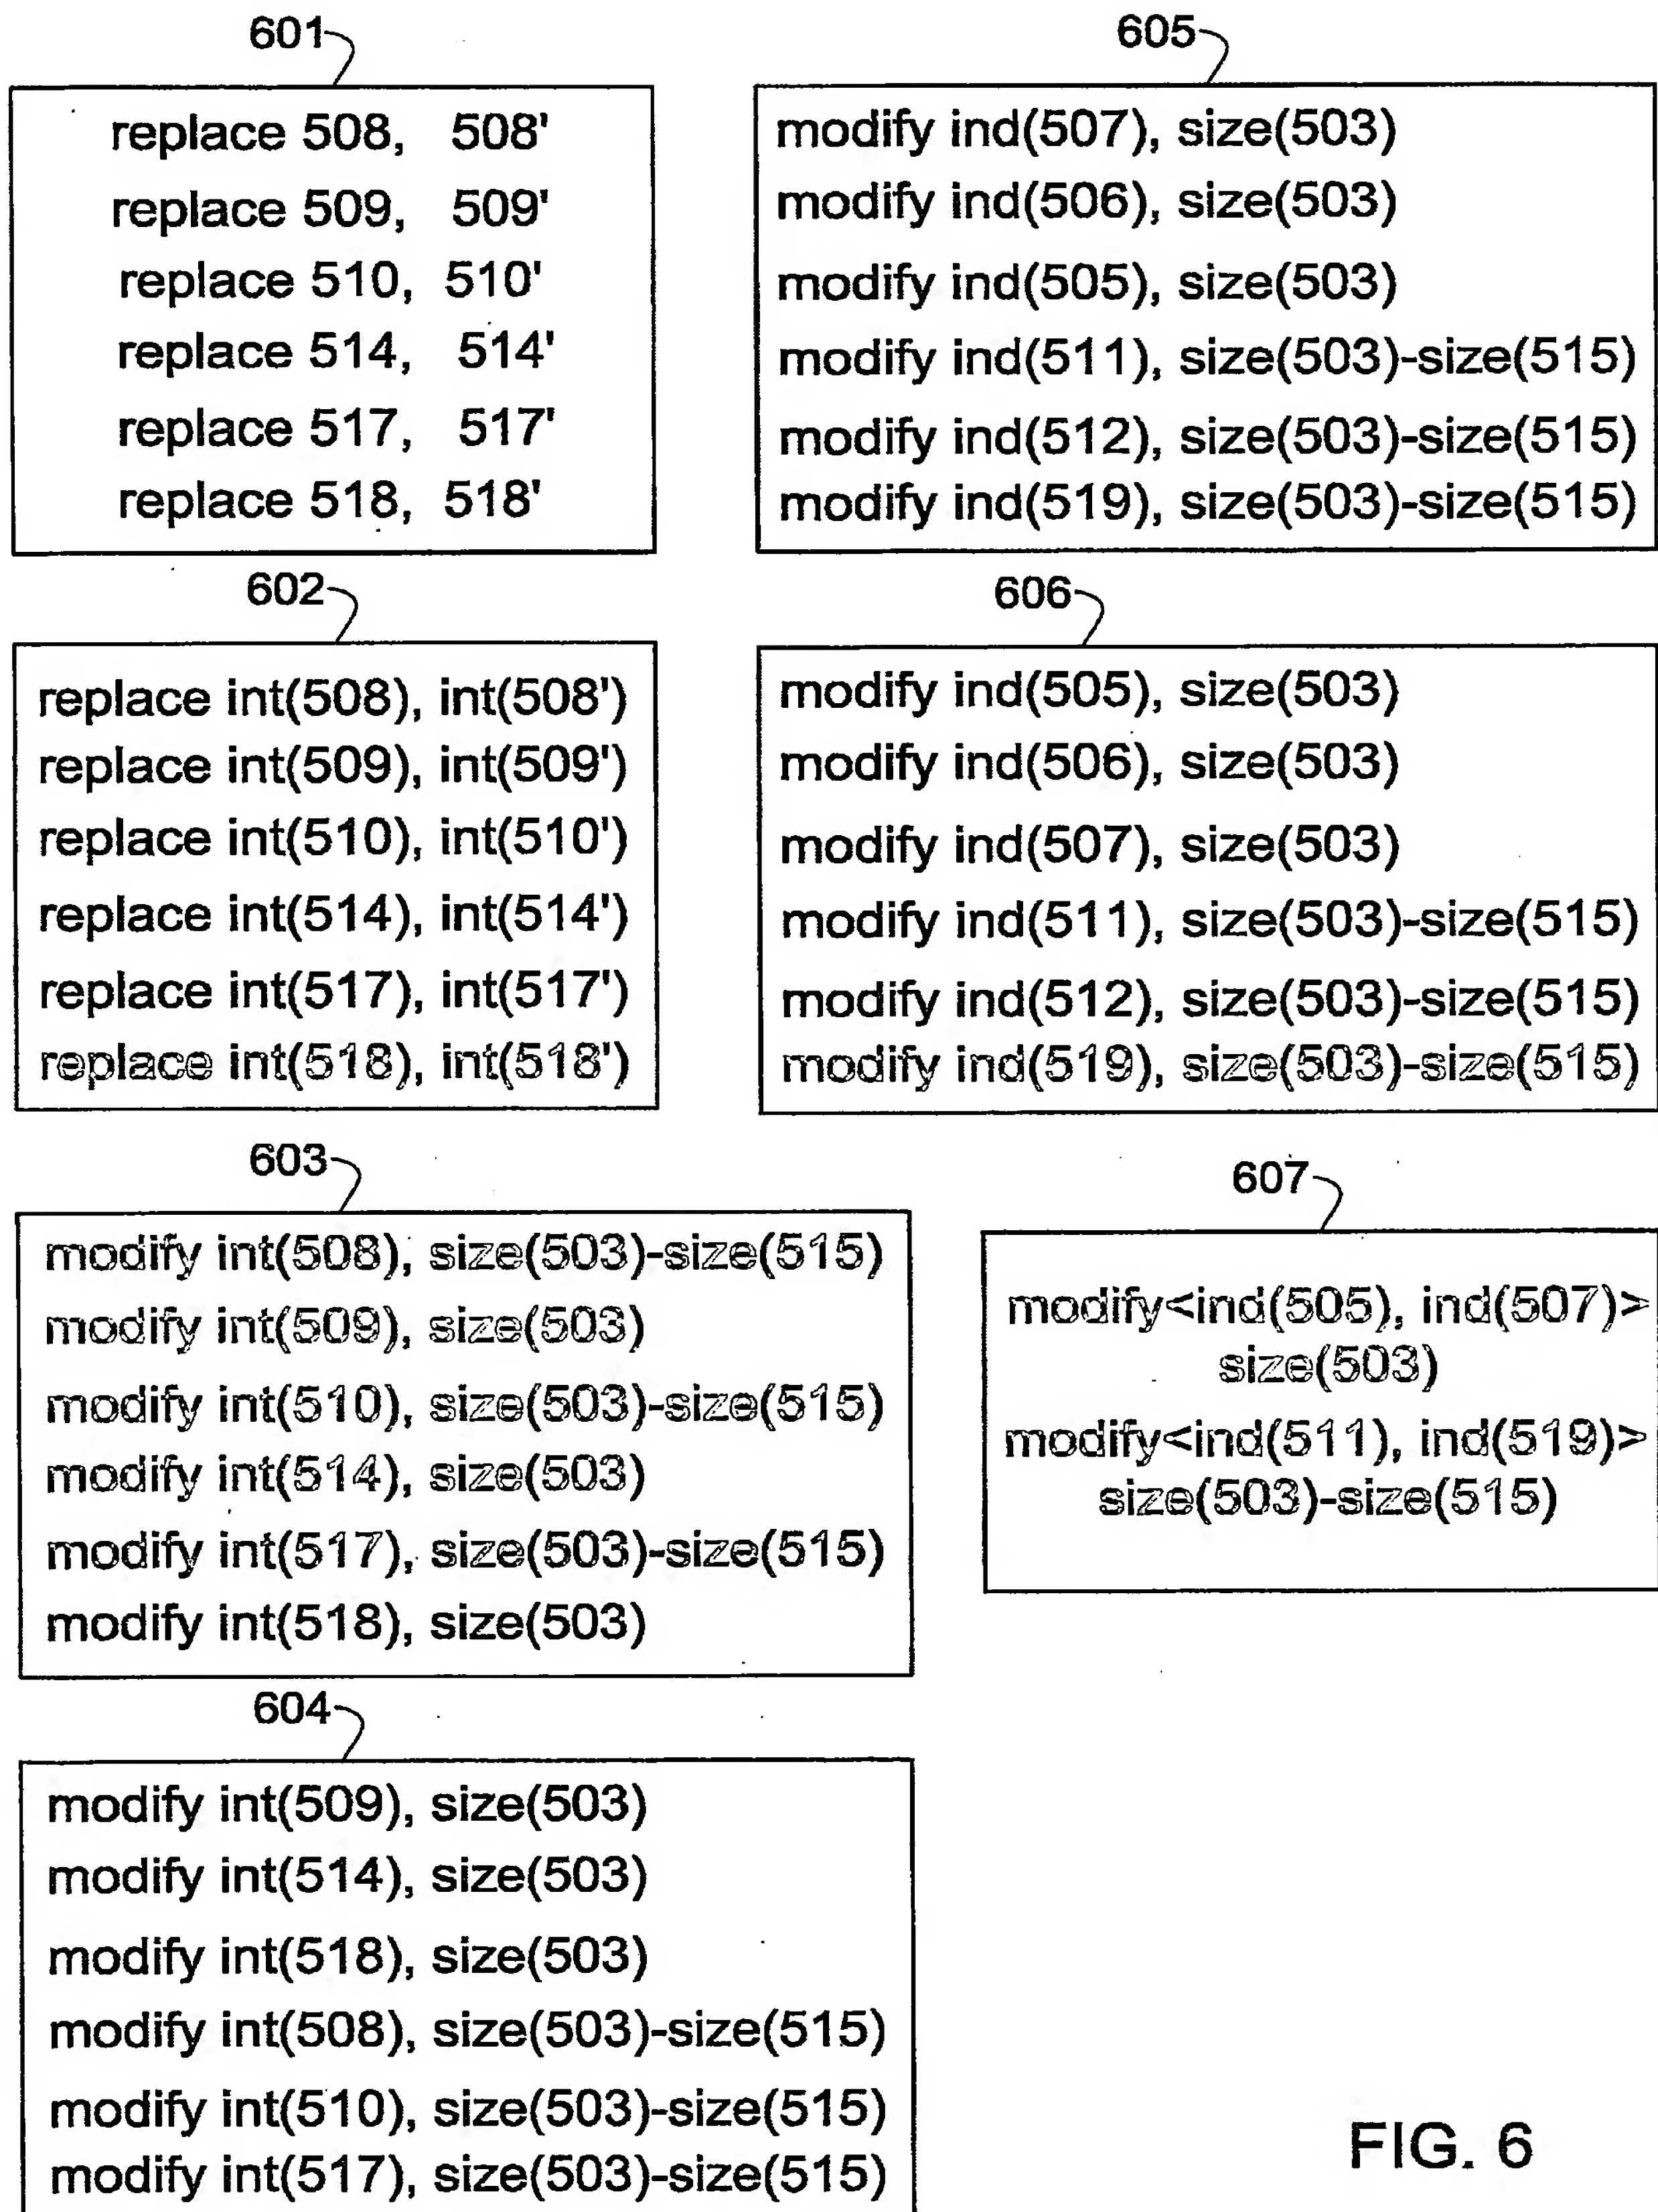 601
replace 508, 508'
replace 509, 509'
replace 510, 510'
replace 514, 514'
replace 517, 517'
replace 518, 518'
602
replace int(508), int(508')
replace int(509), int(509')
replace int(510), int(510')
replace int(514), int(514')
replace int(517), int(517')
replace int(518), int(518')
603
modify int(508), size(503)-size(515)
modify int(509), size(503)
modify int(510), size(503)-size(515)
modify int(514), size(503)
modify int(517), size(503)-size(515)
modify int(518), size(503)
604
modify int(509), size(503)
modify int(514), size(503)
modify int(518), size(503)
modify int(508), size(503)-size(515)
modify int(510), size(503)-size(515)
modify int(517), size(503)-size(515)
605
modify ind(507), size(503)
modify ind(506), size(503)
modify ind(505), size(503)
modify ind(511), size(503)-size(515)
modify ind(512), size(503)-size(515)
modify ind(519), size(503)-size(515)
606
modify ind(505), size(503)
modify ind(506), size(503)
modify ind(507), size(503)
modify ind(511), size(503)-size(515)
modify ind(512), size(503)-size(515)
modify ind(519), size(503)-size(515)
607
modify<ind(505), ind(507)>
size(503)
modify<ind(511), ind(519)>
size(503)-size(515)
FIG. 6